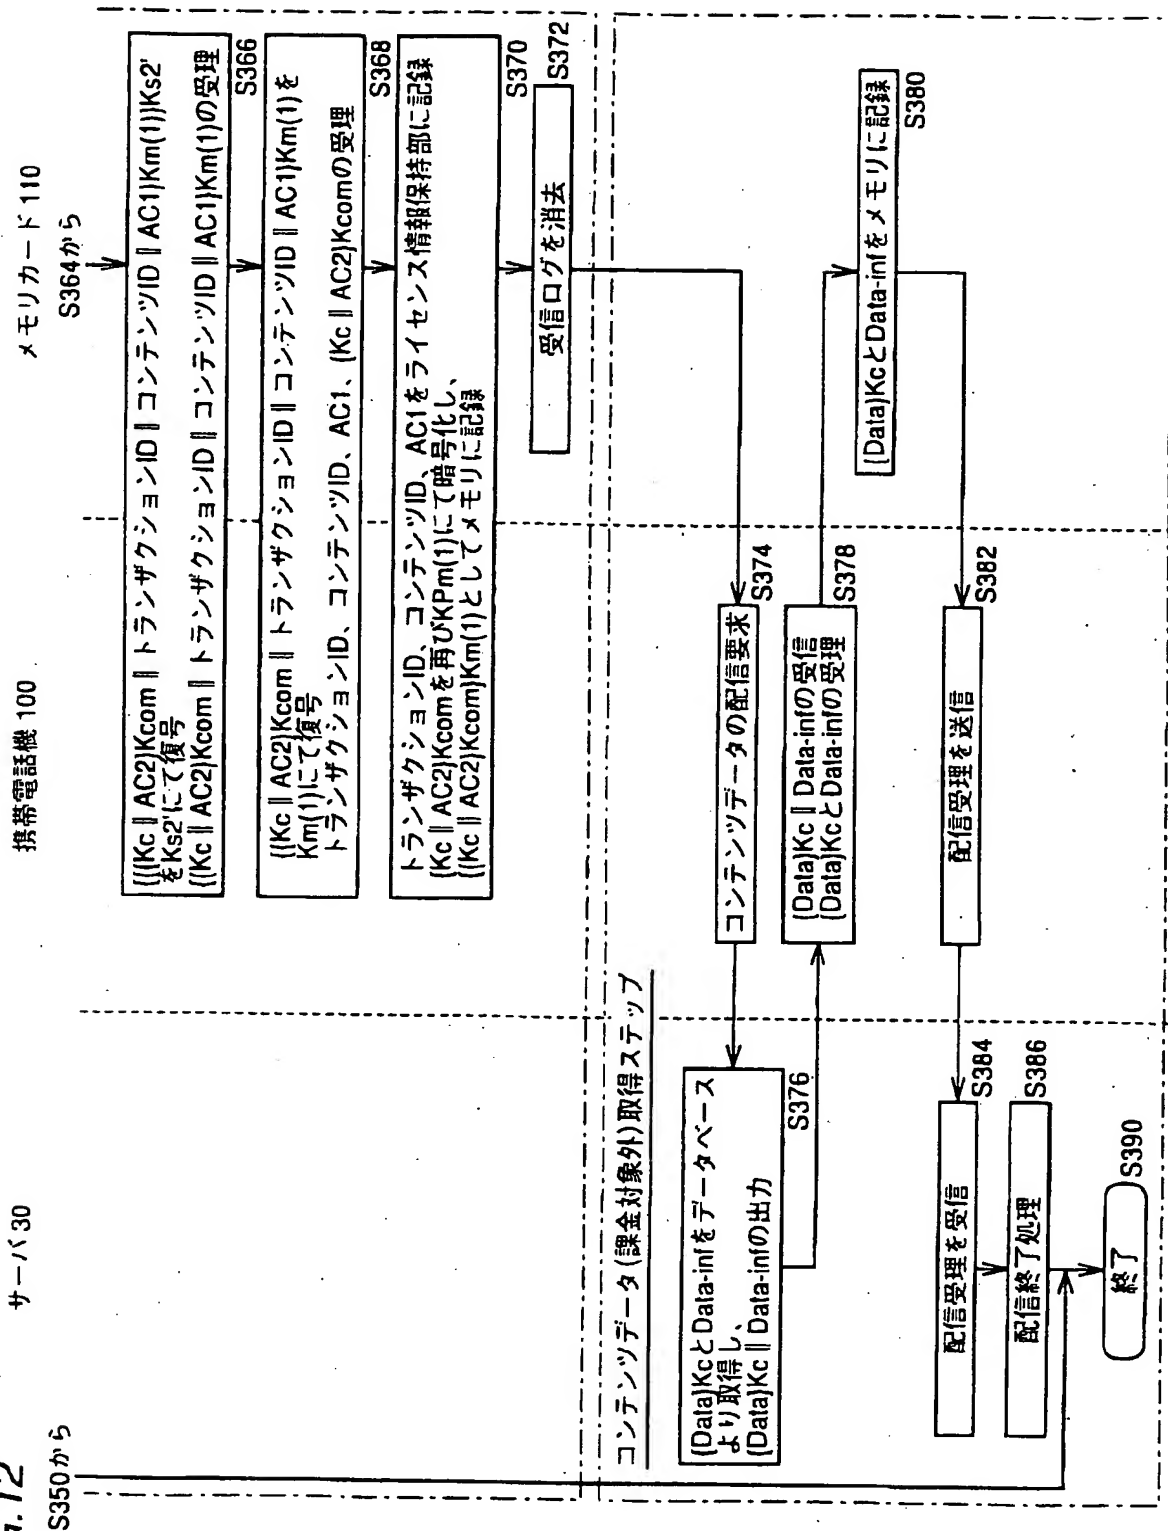 サーバ30
携帯電話機 100
メモリカード 110
S350から
S364から
{{{Kc ∥ AC2}Kcom ∥ トランザクションID ∥ コンテンツID ∥ AC1}Km(1)}Ks2'
をKs2'にて復号
{{Kc ∥ AC2}Kcom ∥ トランザクションID ∥ コンテンツID ∥ AC1}Km(1)の受理
S366
{{Kc ∥ AC2}Kcom ∥ トランザクションID ∥ コンテンツID ∥ AC1}Km(1)を
Km(1)にて復号
トランザクションID、コンテンツID、AC1、{Kc ∥ AC2}Kcomの受理
S368
トランザクションID、コンテンツID、AC1をライセンス情報保持部に記録
{Kc ∥ AC2}Kcomを再びKPm(1)にて暗号化し、
{{Kc ∥ AC2}Kcom}Km(1)としてメモリに記録
S370
受信ログを消去
S372
コンテンツデータ(課金対象外)取得ステップ
コンテンツデータの配信要求
S374
{Data}KcとData-infをデータベース
より取得し、
{Data}Kc ∥ Data-infの出力
S376
{Data}Kc ∥ Data-infの受信
{Data}KcとData-infの受理
S378
{Data}KcとData-infをメモリに記録
S380
配信受理を送信
S382
配信受理を受信
S384
配信終了処理
S386
終了
S390